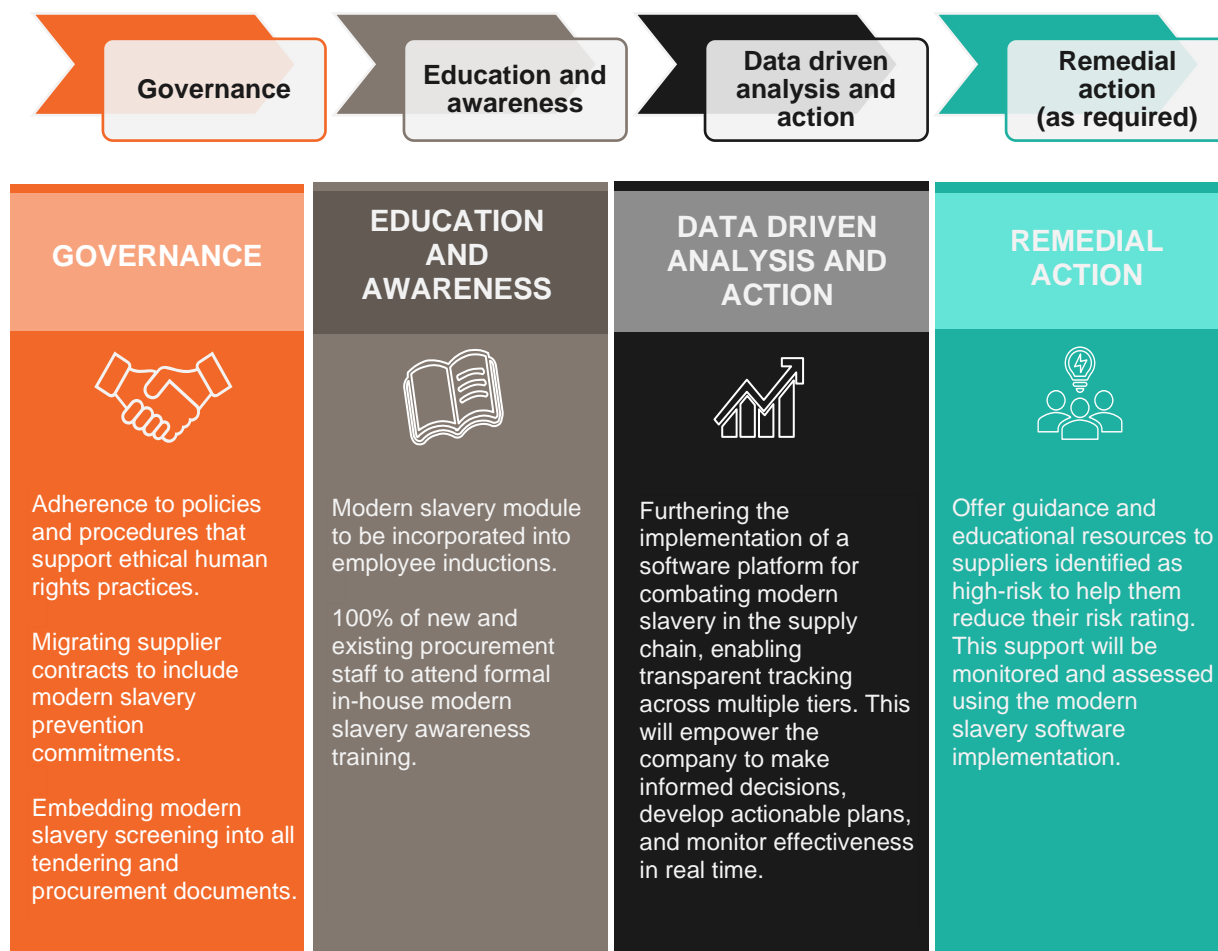 Governance
Education and
awareness
Data driven
analysis and
action
Remedial
action
(as required)
GOVERNANCE
Adherence to policies
and procedures that
support ethical human
rights practices.
Migrating supplier
contracts to include
modern slavery
prevention
commitments.
Embedding modern
slavery screening into all
tendering and
procurement documents.
EDUCATION
AND
AWARENESS
Modern slavery module
to be incorporated into
employee inductions.
100% of new and
existing procurement
staff to attend formal
in-house modern
slavery awareness
training.
DATA DRIVEN
ANALYSIS AND
ACTION
Furthering the
implementation of a
software platform for
combating modern
slavery in the supply
chain, enabling
transparent tracking
across multiple tiers. This
will empower the
company to make
informed decisions,
develop actionable plans,
and monitor effectiveness
in real time.
REMEDIAL
ACTION
Offer guidance and
educational resources to
suppliers identified as
high-risk to help them
reduce their risk rating.
This support will be
monitored and assessed
using the modern
slavery software
implementation.